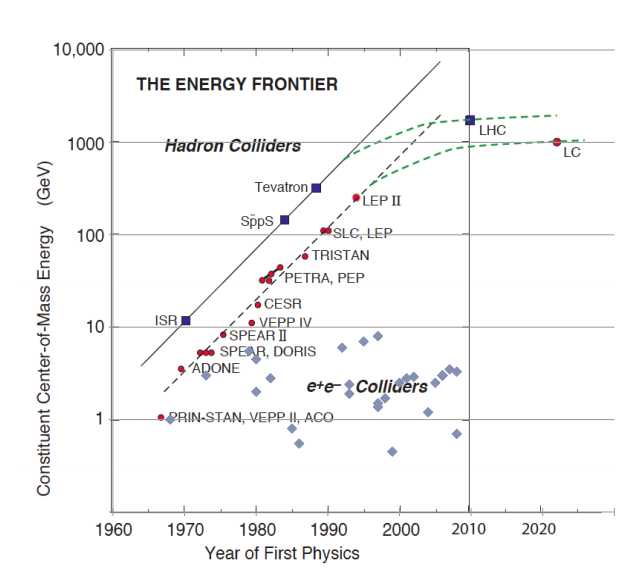 10,000
THE ENERGY FRONTIER
Hadron Colliders
1000
LHC
LC
Tevatron
LEP II
Sp̄pS
100
SLC, LEP
TRISTAN
PETRA, PEP
CESR
ISR
10
VEPP IV
SPEAR II
SPEAR, DORIS
ADONE
e+e− Colliders
1
PRIN-STAN, VEPP II, ACO
Constituent Center-of-Mass Energy (GeV)
1960 1970 1980 1990 2000 2010 2020
Year of First Physics